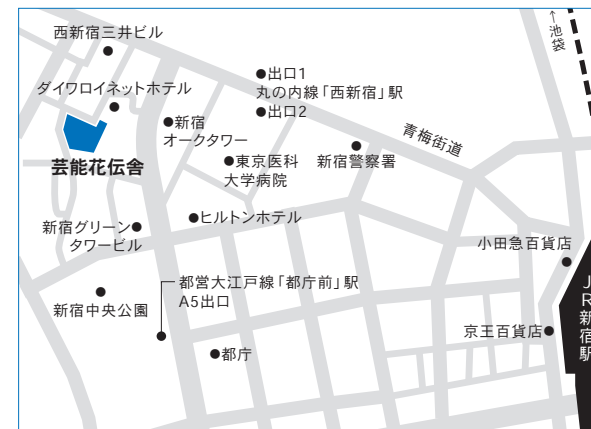 西新宿三井ビル
ダイワロイネットホテル
芸能花伝舎
新宿
オークタワー
出口1
丸の内線「西新宿」駅
出口2
東京医科
大学病院
新宿警察署
青梅街道
←池袋
新宿グリーン
タワービル
ヒルトンホテル
新宿中央公園
都営大江戸線「都庁前」駅
A5出口
都庁
小田急百貨店
京王百貨店
JR新宿駅